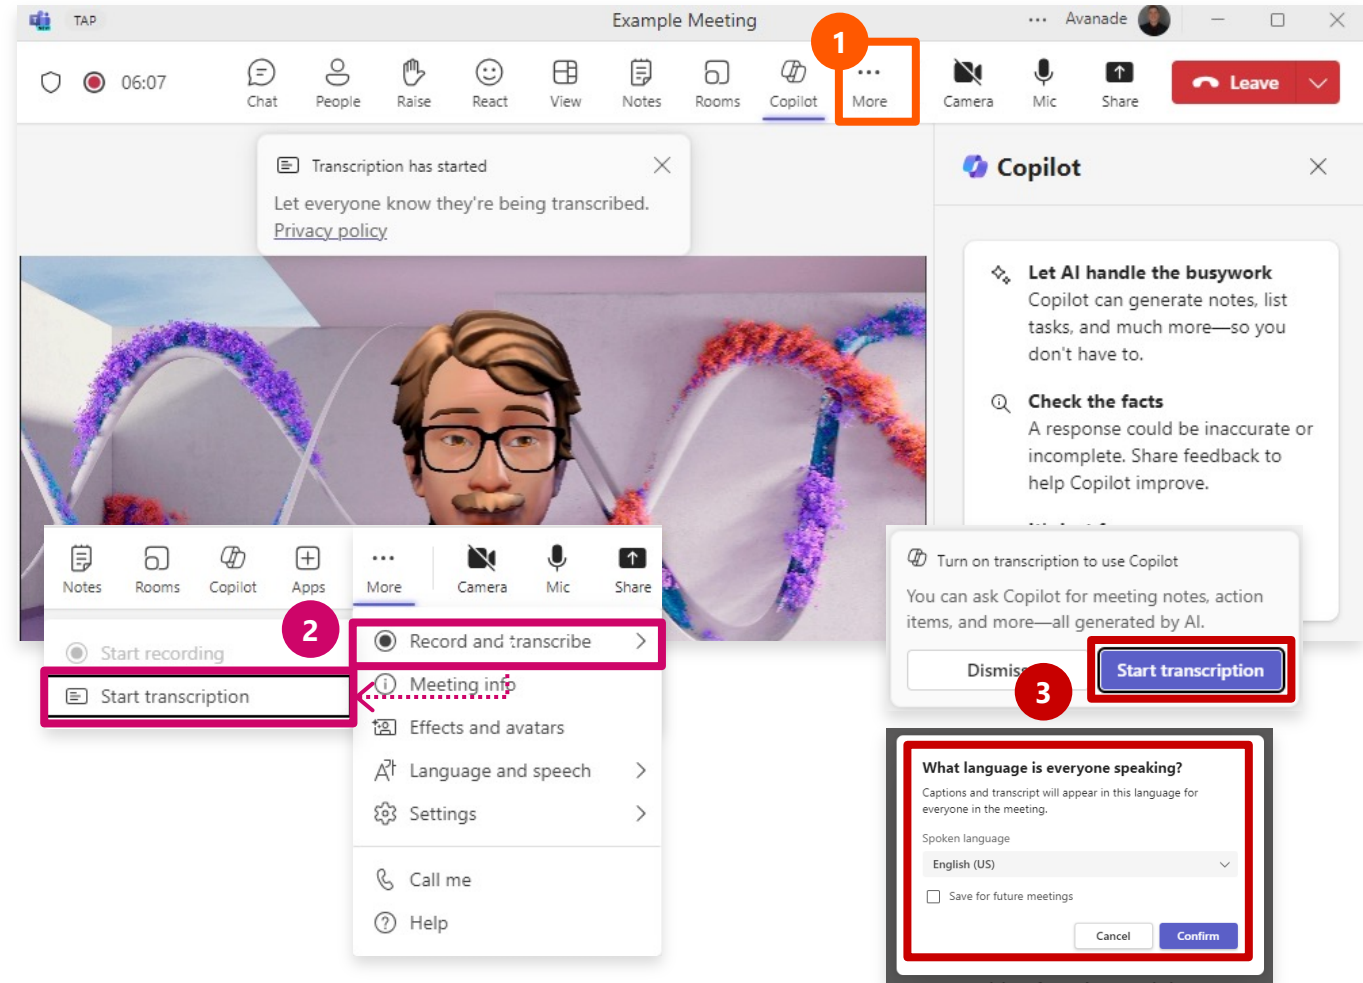 TAP
Example Meeting
Avanade
1
06:07
Chat
People
Raise
React
View
Notes
Rooms
Copilot
More
Camera
Mic
Share
Leave
Transcription has started
Let everyone know they're being transcribed.
Privacy policy
Copilot
Let AI handle the busywork
Copilot can generate notes, list
tasks, and much more—so you
don't have to.
Check the facts
A response could be inaccurate or
incomplete. Share feedback to
help Copilot improve.
Notes
Rooms
Copilot
Apps
More
Camera
Mic
Share
2
Start recording
Start transcription
Record and transcribe
Meeting info
Effects and avatars
Language and speech
Settings
Call me
Help
Turn on transcription to use Copilot
You can ask Copilot for meeting notes, action
items, and more—all generated by AI.
Dismis
Start transcription
3
What language is everyone speaking?
Captions and transcript will appear in this language for
everyone in the meeting.
Spoken language
English (US)
Save for future meetings
Cancel
Confirm